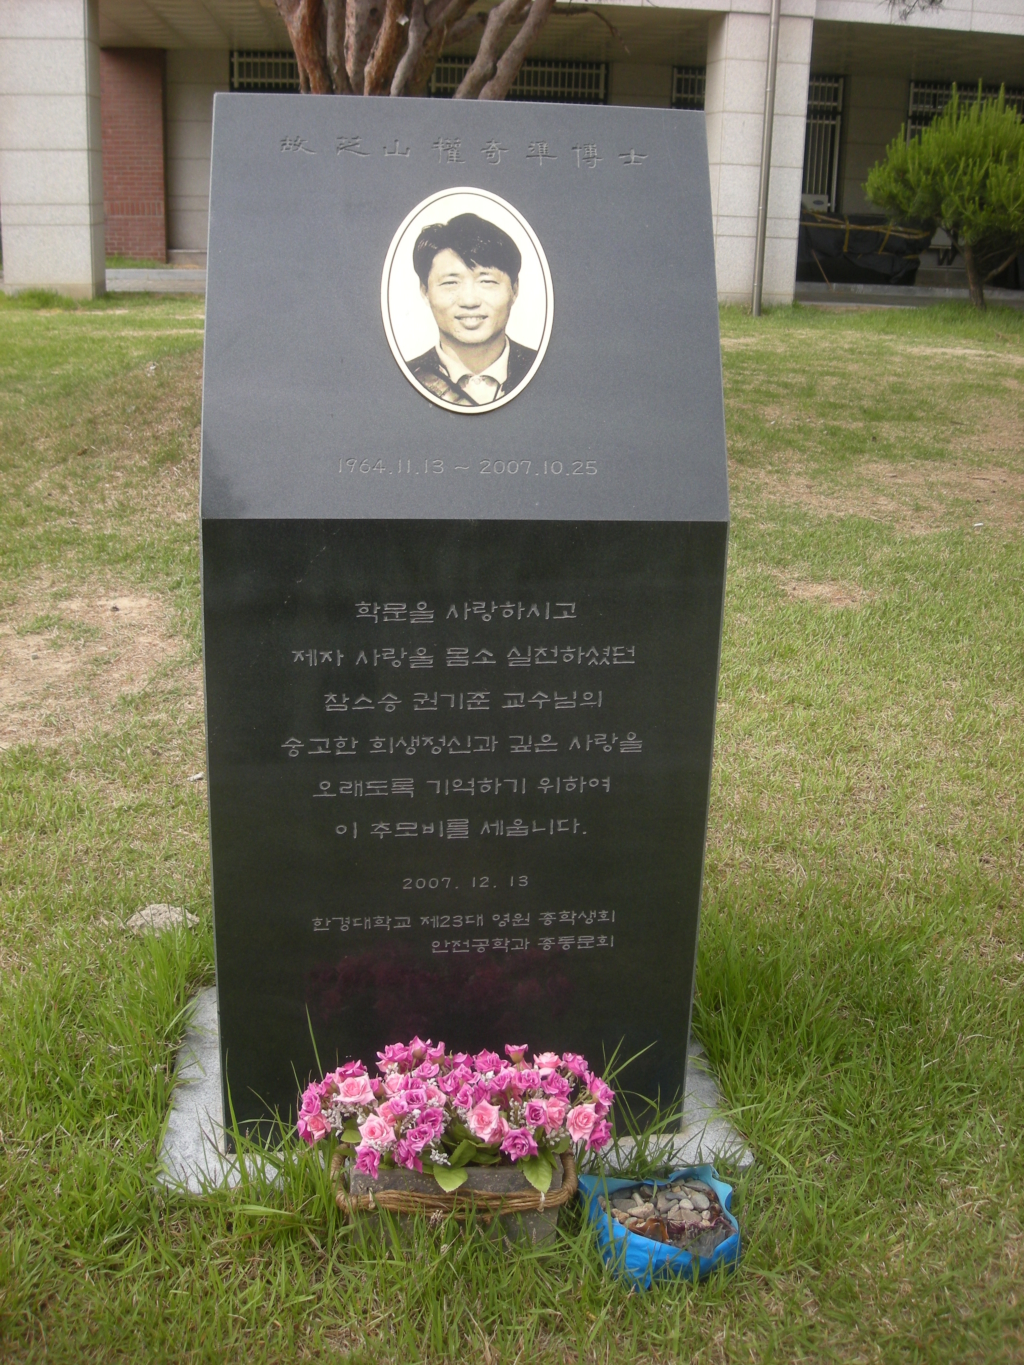 故 山 權奇準博士
1964.11.13 ~ 2007.10.25
학문을 사랑하시고
제자 사랑을 몸소 실천하셨던
참스승 권기준 교수님의
숭고한 희생정신과 깊은 사랑을
오래도록 기억하기 위하여
이 추모비를 세웁니다.
2007. 12. 13
한경대학교 제23대 영원 총학생회
안전공학과 총동문회